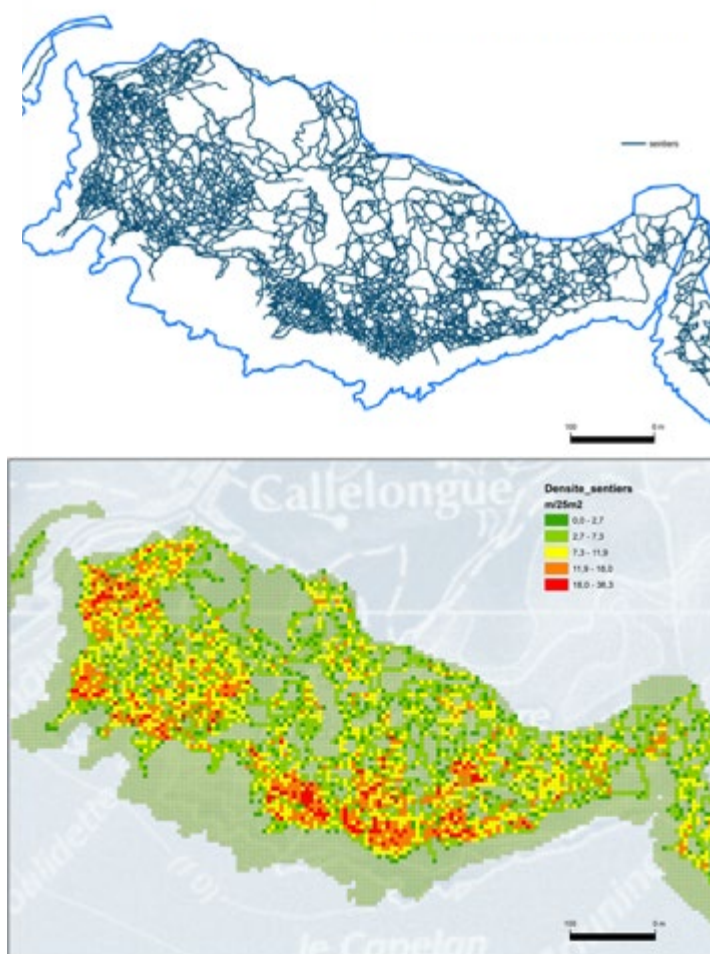 sentiers
100 0 m
Callelongue
Densite_sentiers
m/25m2
0,0 - 2,7
2,7 - 7,3
7,3 - 11,9
11,9 - 18,0
18,0 - 36,3
(F0)
le Capelan
100 0 m